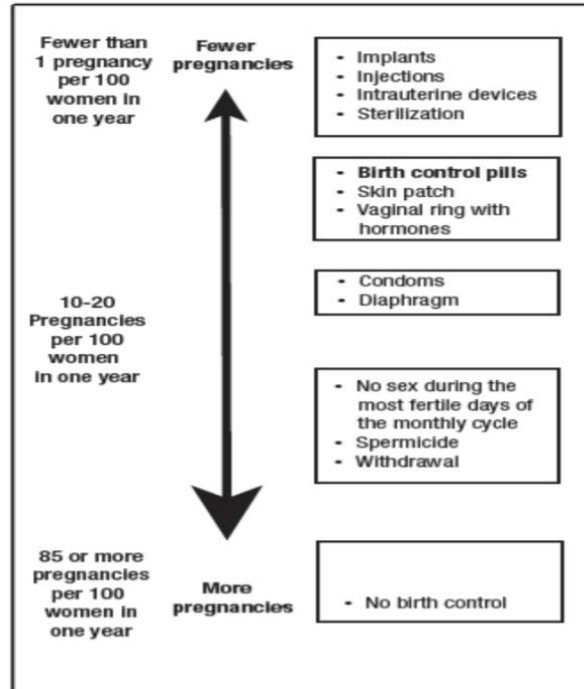 Fewer than
1 pregnancy
per 100
women in
one year
Fewer
pregnancies
• Implants
• Injections
• Intrauterine devices
• Sterilization
• Birth control pills
• Skin patch
• Vaginal ring with
hormones
• Condoms
• Diaphragm
10-20
Pregnancies
per 100
women
in one year
• No sex during the
most fertile days of
the monthly cycle
• Spermicide
• Withdrawal
85 or more
pregnancies
per 100
women in
one year
More
pregnancies
• No birth control